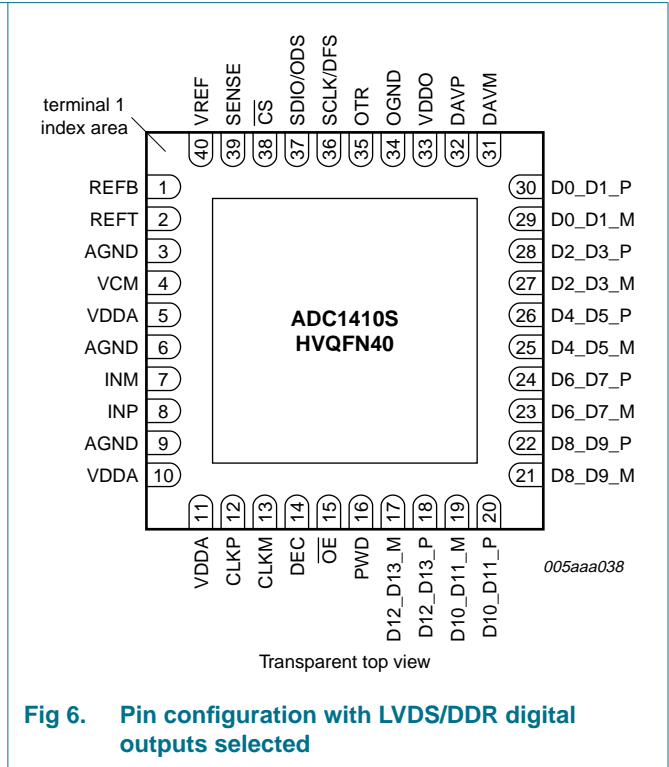 terminal 1
index area
VREF
SENSE
CS
SDIO/ODS
SCLK/DFS
OTR
OGND
VDDO
DAVP
DAVM
40
39
38
37
36
35
34
33
32
31
REFB 1
REFT 2
AGND 3
VCM 4
VDDA 5
AGND 6
INM 7
INP 8
AGND 9
VDDA 10
ADC1410S
HVQFN40
30 D0_D1_P
29 D0_D1_M
28 D2_D3_P
27 D2_D3_M
26 D4_D5_P
25 D4_D5_M
24 D6_D7_P
23 D6_D7_M
22 D8_D9_P
21 D8_D9_M
11
12
13
14
15
16
17
18
19
20
VDDA
CLKP
CLKM
DEC
OE
PWD
D12_D13_M
D12_D13_P
D10_D11_M
D10_D11_P
005aaa038
Transparent top view
Fig 6. Pin configuration with LVDS/DDR digital
outputs selected